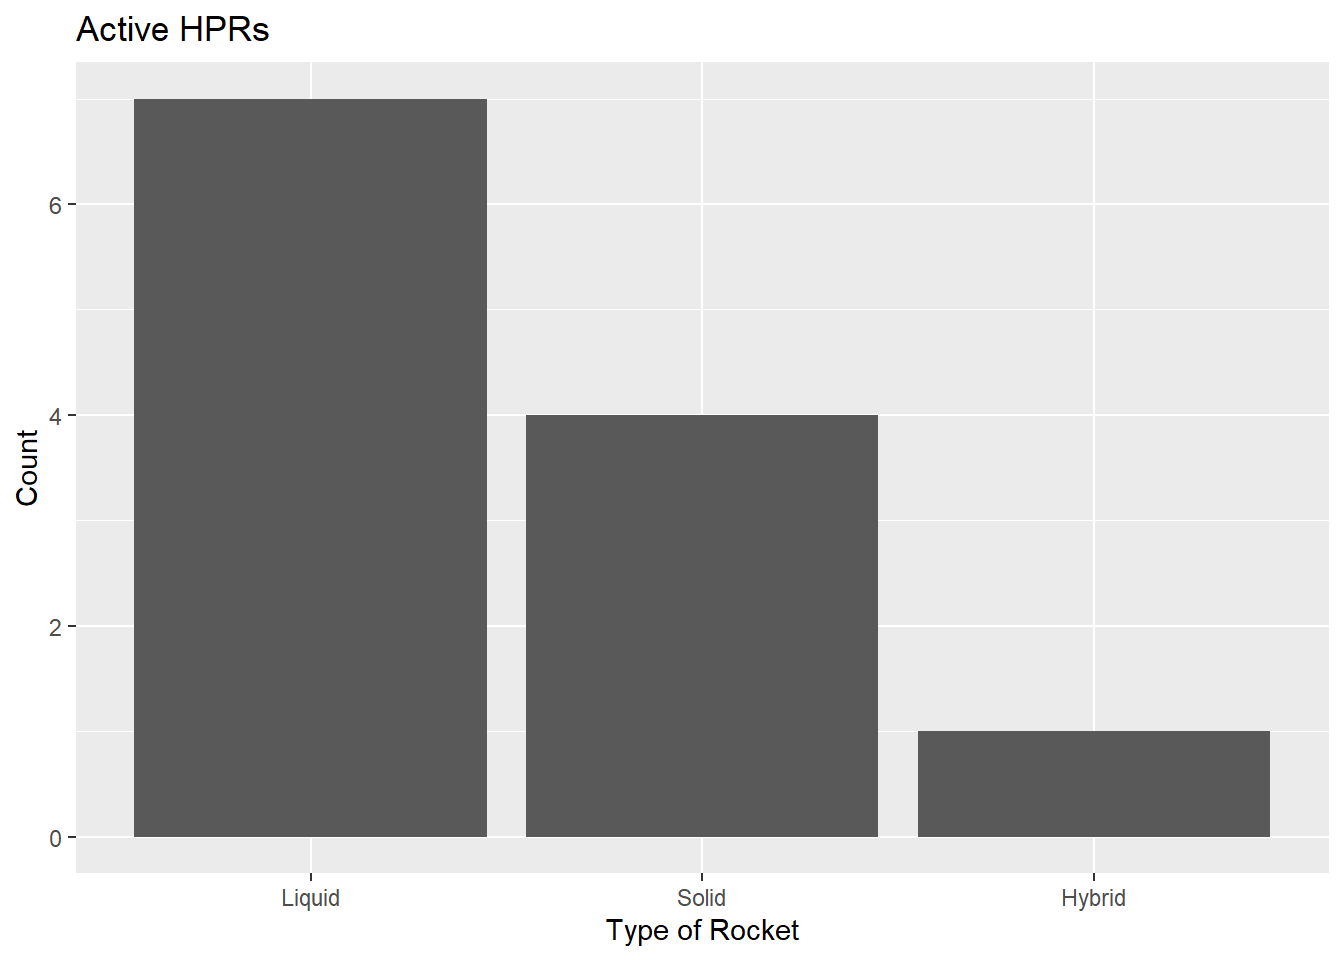 Active HPRs
6
4
2
0
Count
Liquid
Solid
Hybrid
Type of Rocket